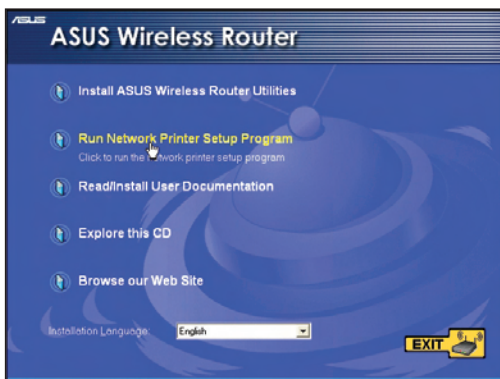 ASUS
ASUS Wireless Router
Install ASUS Wireless Router Utilities
Run Network Printer Setup Program
Click to run the network printer setup program
Read/Install User Documentation
Explore this CD
Browse our Web Site
Installation Language: English
EXIT